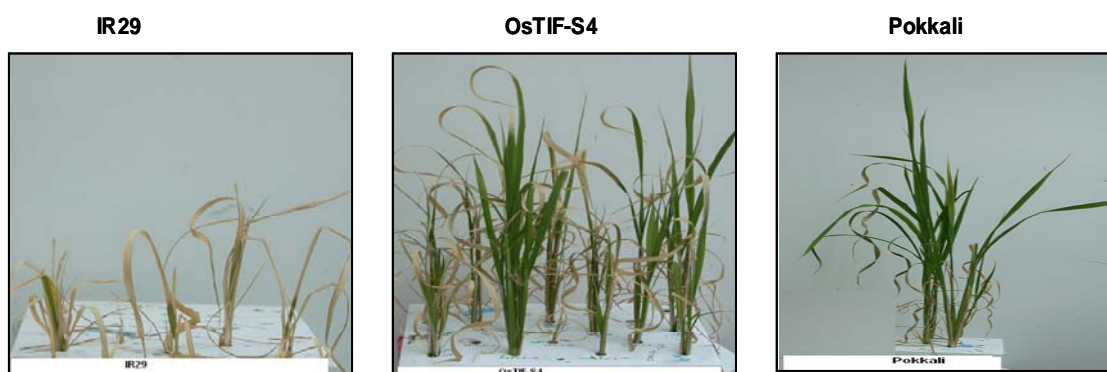 IR29
OsTIF-S4
Pokkali
IR29
OsTIF-S4
Pokkali